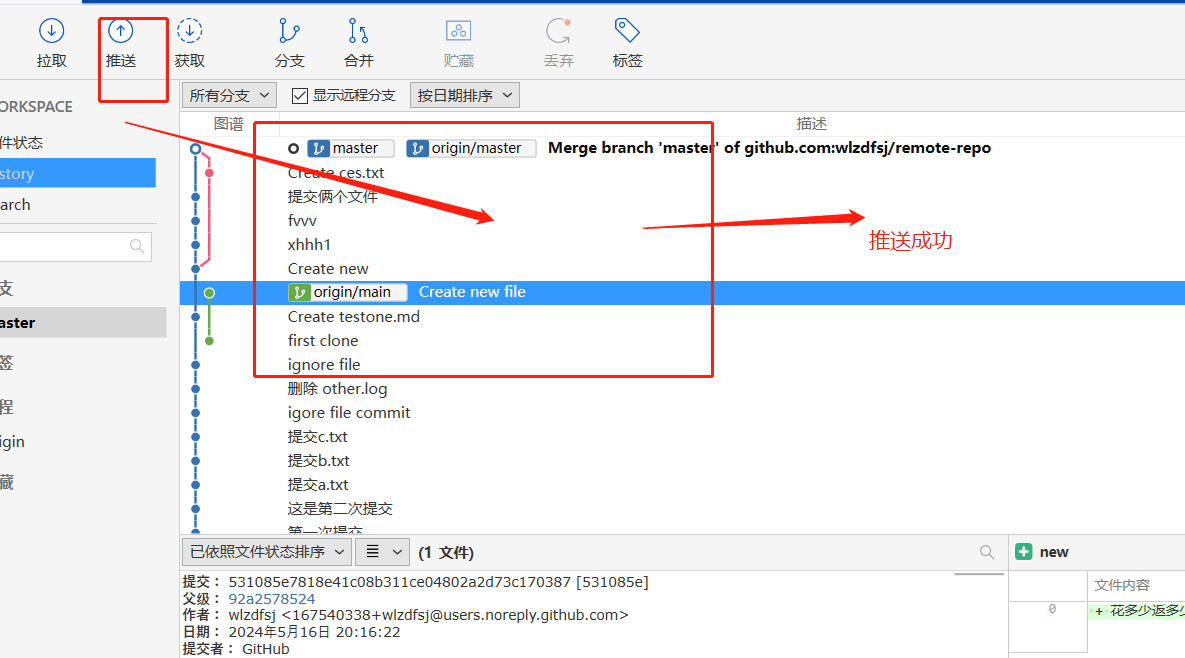 拉取 推送 获取 分支 合并 贮藏 丢弃 标签
所有分支 显示远程分支 按日期排序
ORKSPACE
图谱 描述
件状态
master origin/master Merge branch 'master' of github.com:wlzdfsj/remote-repo
story
Create ces.txt
提交俩个文件
arch
fvvv
推送成功
xhhh1
Create new
支
origin/main Create new file
aster
Create testone.md
first clone
签
ignore file
删除 other.log
程
igore file commit
igin
提交c.txt
提交b.txt
藏
提交a.txt
这是第二次提交
第一次提交
已依照文件状态排序 (1 文件)
new
提交： 531085e7818e41c08b311ce04802a2d73c170387 [531085e]
文件内容
父级： 92a2578524
0 + 花多少返多少
作者： wlzdfsj <167540338+wlzdfsj@users.noreply.github.com>
日期： 2024年5月16日 20:16:22
提交者： GitHub